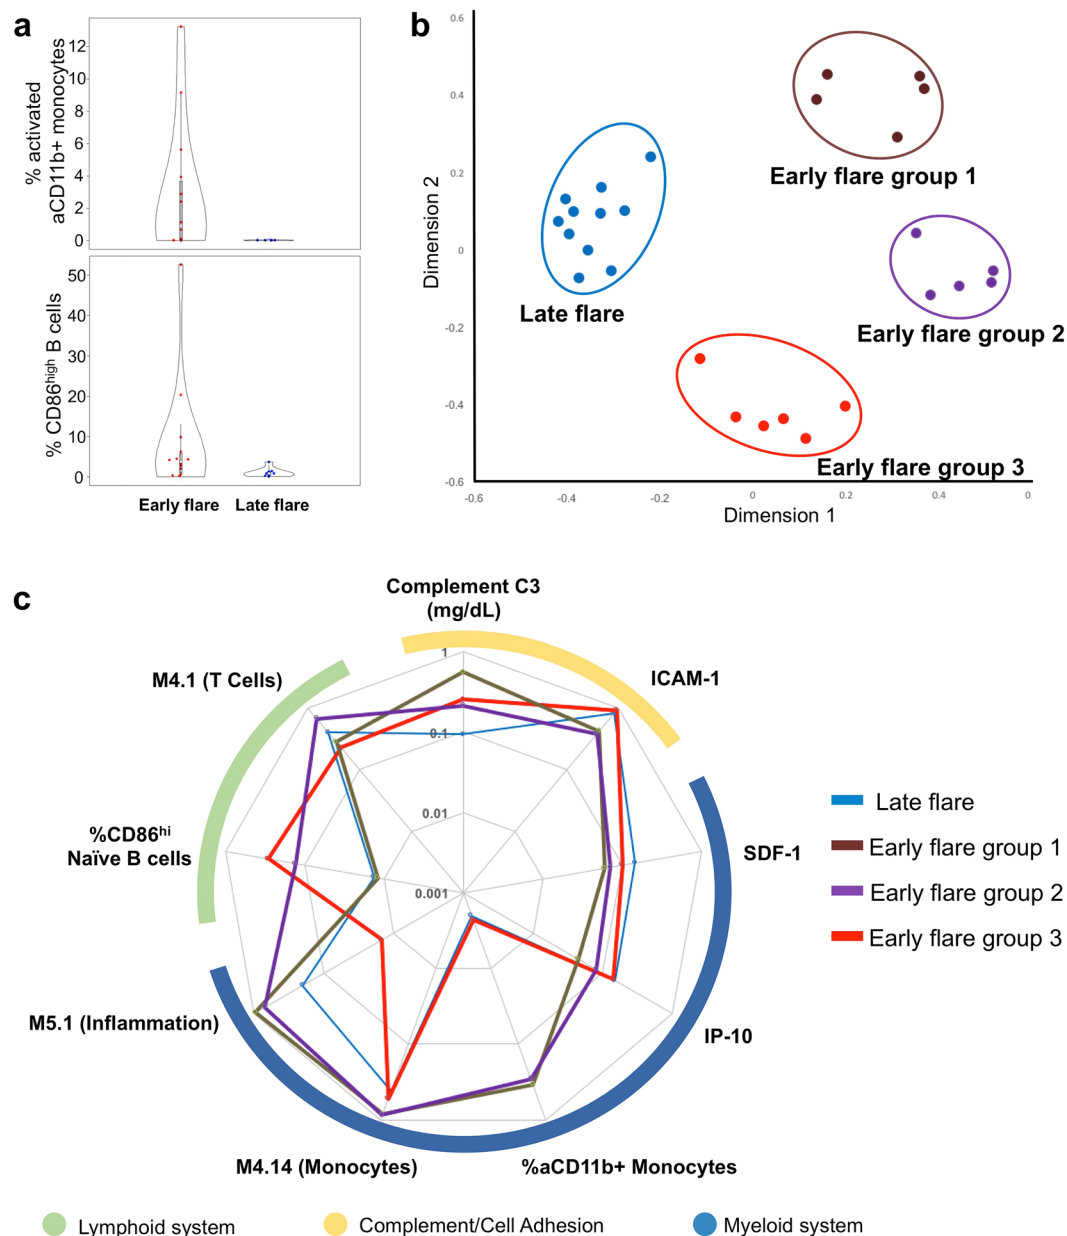 a
% activated
aCD11b+ monocytes
12
10
8
6
4
2
0
% CD86high B cells
50
40
30
20
10
0
Early flare
Late flare
b
Dimension 2
0.6
0.4
0.2
0
-0.2
-0.4
-0.6
Early flare group 1
Late flare
Early flare group 2
Early flare group 3
-0.6
-0.4
-0.2
0
0.2
0.4
0.
Dimension 1
c
Complement C3
(mg/dL)
M4.1 (T Cells)
ICAM-1
1
0.1
0.01
0.001
%CD86hi
Naïve B cells
SDF-1
M5.1 (Inflammation)
IP-10
M4.14 (Monocytes)
%aCD11b+ Monocytes
Late flare
Early flare group 1
Early flare group 2
Early flare group 3
Lymphoid system
Complement/Cell Adhesion
Myeloid system